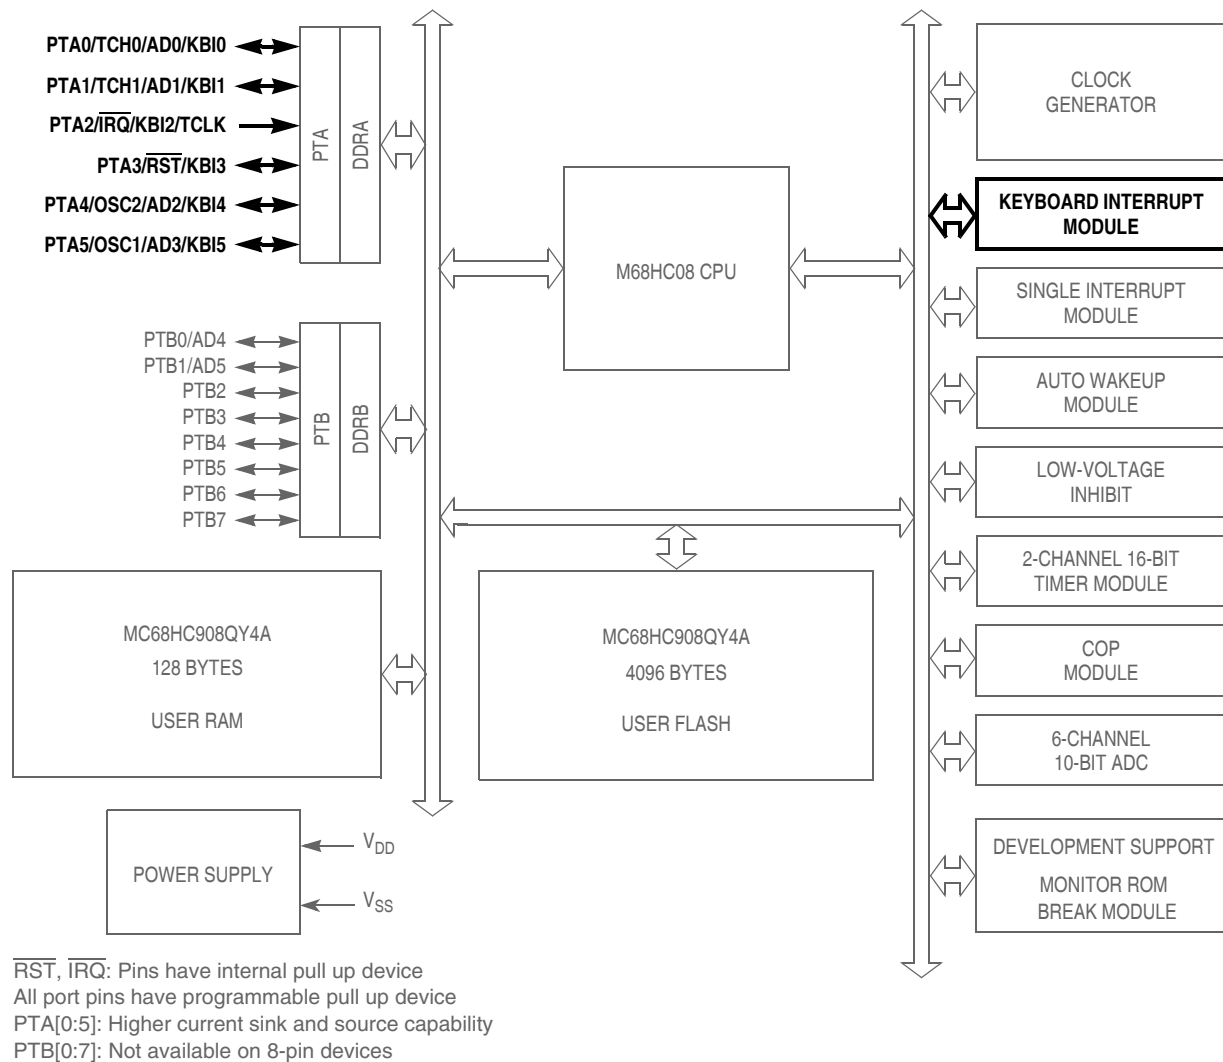 PTA0/TCH0/AD0/KBI0
PTA1/TCH1/AD1/KBI1
PTA2/IRQ/KBI2/TCLK
PTA3/RST/KBI3
PTA4/OSC2/AD2/KBI4
PTA5/OSC1/AD3/KBI5
PTA
DDRA
PTB0/AD4
PTB1/AD5
PTB2
PTB3
PTB4
PTB5
PTB6
PTB7
PTB
DDRB
M68HC08 CPU
MC68HC908QY4A
128 BYTES
USER RAM
MC68HC908QY4A
4096 BYTES
USER FLASH
POWER SUPPLY
VDD
VSS
CLOCK
GENERATOR
KEYBOARD INTERRUPT
MODULE
SINGLE INTERRUPT
MODULE
AUTO WAKEUP
MODULE
LOW-VOLTAGE
INHIBIT
2-CHANNEL 16-BIT
TIMER MODULE
COP
MODULE
6-CHANNEL
10-BIT ADC
DEVELOPMENT SUPPORT
MONITOR ROM
BREAK MODULE
RST, IRQ: Pins have internal pull up device
All port pins have programmable pull up device
PTA[0:5]: Higher current sink and source capability
PTB[0:7]: Not available on 8-pin devices